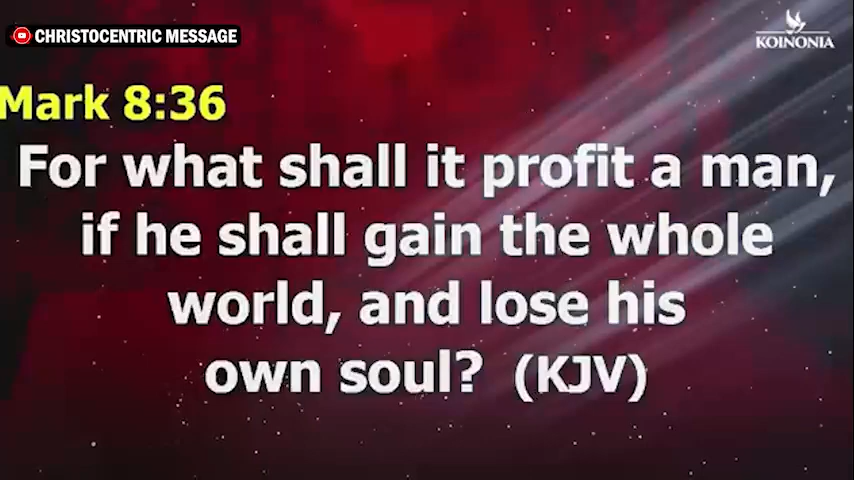 CHRISTOCENTRIC MESSAGE
KOINONIA
Mark 8:36
For what shall it profit a man,
if he shall gain the whole
world, and lose his
own soul? (KJV)